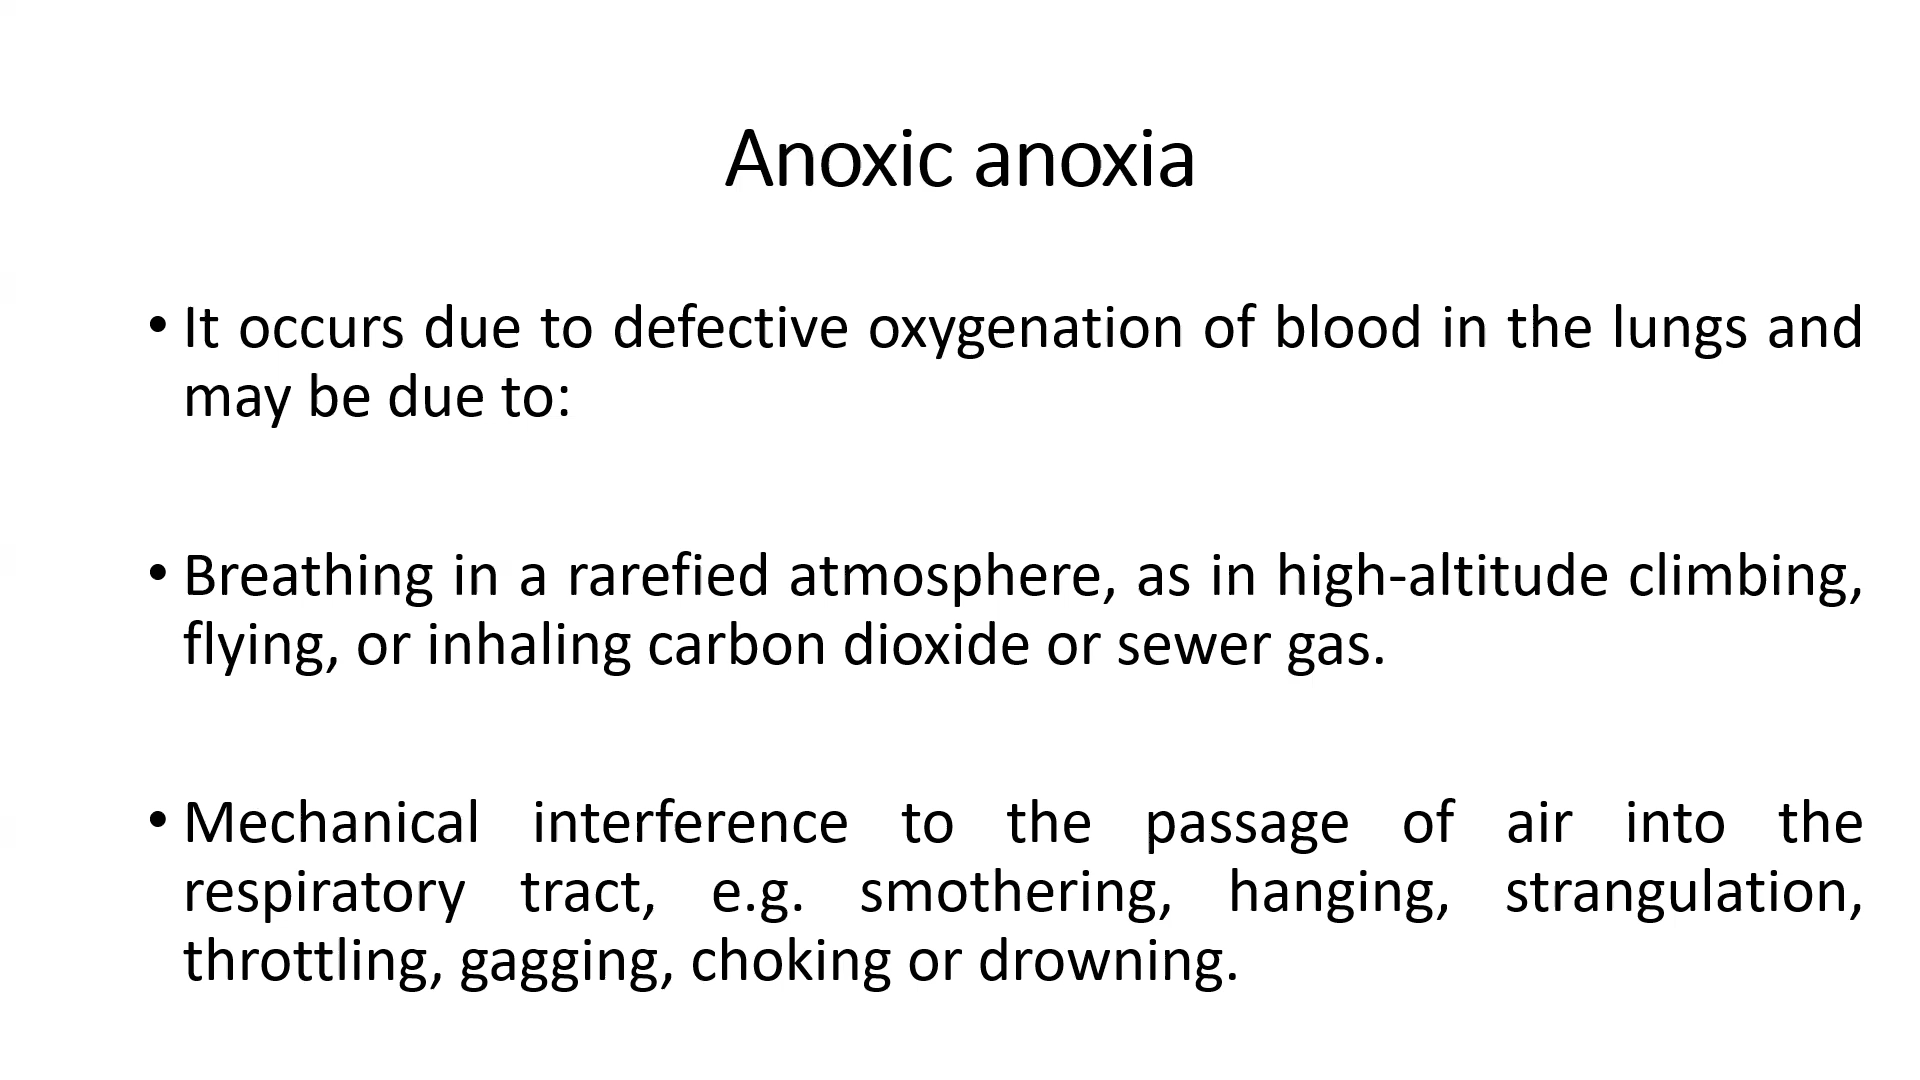 Anoxic anoxia
• It occurs due to defective oxygenation of blood in the lungs and
may be due to:
• Breathing in a rarefied atmosphere, as in high-altitude climbing,
flying, or inhaling carbon dioxide or sewer gas.
• Mechanical interference to the passage of air into the
respiratory tract, e.g. smothering, hanging, strangulation,
throttling, gagging, choking or drowning.